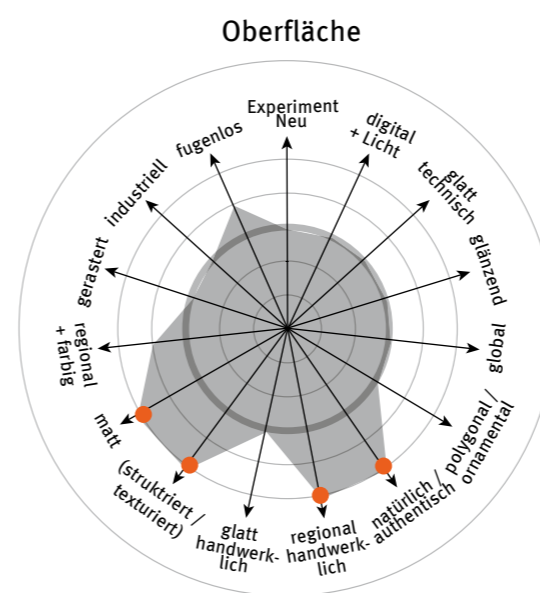 Oberfläche
Experiment
Neu
digital
+ Licht
glatt
technisch
glänzend
global
polygonal /
ornamental
natürlich /
authentisch
regional
handwerk-
lich
glatt
handwerk-
lich
(struktriert /
texturiert)
matt
regional
+ farbig
gerastert
industriell
fugenlos